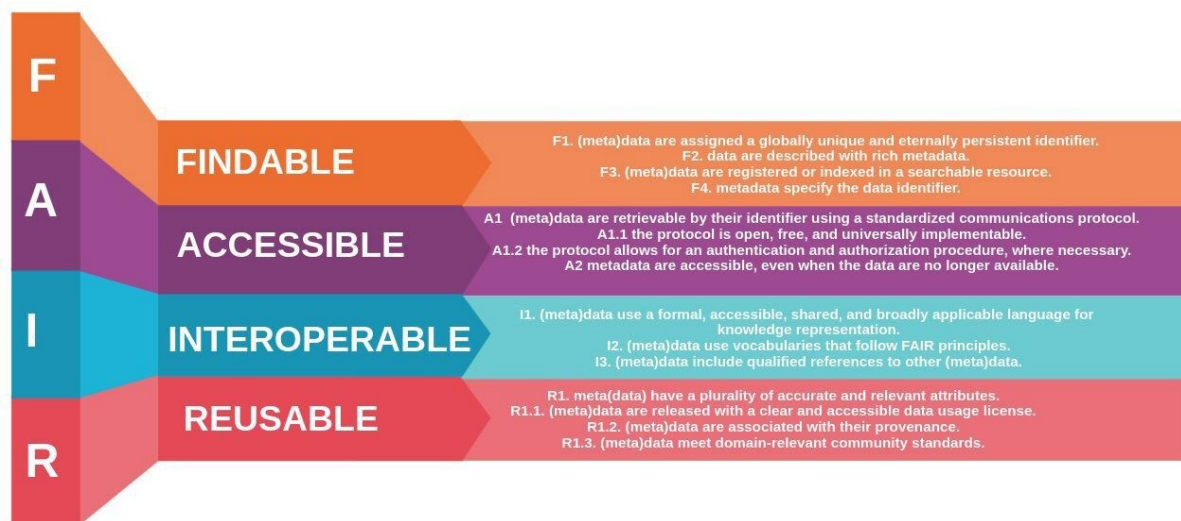 F
A
I
R
FINDABLE
F1. (meta)data are assigned a globally unique and eternally persistent identifier.
F2. data are described with rich metadata.
F3. (meta)data are registered or indexed in a searchable resource.
F4. metadata specify the data identifier.
ACCESSIBLE
A1 (meta)data are retrievable by their identifier using a standardized communications protocol.
A1.1 the protocol is open, free, and universally implementable.
A1.2 the protocol allows for an authentication and authorization procedure, where necessary.
A2 metadata are accessible, even when the data are no longer available.
INTEROPERABLE
I1. (meta)data use a formal, accessible, shared, and broadly applicable language for
knowledge representation.
I2. (meta)data use vocabularies that follow FAIR principles.
I3. (meta)data include qualified references to other (meta)data.
REUSABLE
R1. meta(data) have a plurality of accurate and relevant attributes.
R1.1. (meta)data are released with a clear and accessible data usage license.
R1.2. (meta)data are associated with their provenance.
R1.3. (meta)data meet domain-relevant community standards.